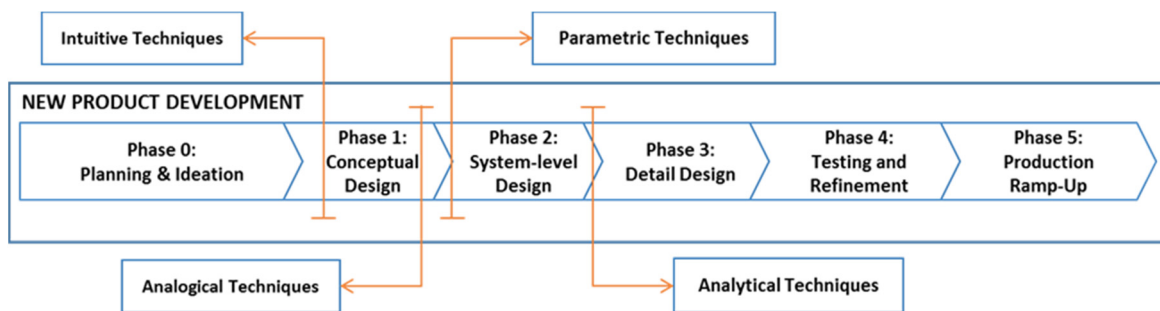 Intuitive Techniques
Parametric Techniques
NEW PRODUCT DEVELOPMENT
Phase 0:
Planning & Ideation
Phase 1:
Conceptual
Design
Phase 2:
System-level
Design
Phase 3:
Detail Design
Phase 4:
Testing and
Refinement
Phase 5:
Production
Ramp-Up
Analogical Techniques
Analytical Techniques